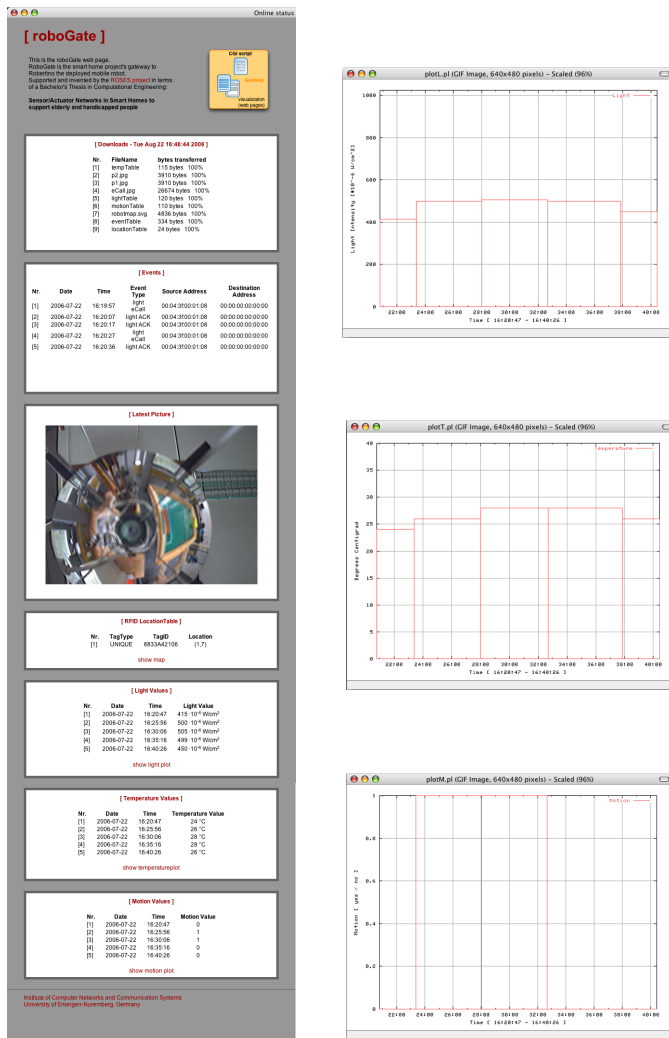 Online status
[ roboGate ]
This is the roboGate web page.
RoboGate is the smart home project's gateway to
Robertino the deployed mobile robot.
Supported and invented by the ROSES project in terms
of a Bachelor's Thesis in Computational Engineering:
Sensor/Actuator Networks in Smart Homes to
support elderly and handicapped people
CGI script
Gateway
visualization
(web pages)
[ Downloads - Tue Aug 22 16:46:44 2006 ]
Nr. FileName bytes transferred
[1] tempTable 115 bytes 100%
[2] p2.jpg 3910 bytes 100%
[3] p1.jpg 3910 bytes 100%
[4] eCall.jpg 26674 bytes 100%
[5] lightTable 120 bytes 100%
[6] motionTable 110 bytes 100%
[7] robotmap.svg 4836 bytes 100%
[8] eventTable 334 bytes 100%
[9] locationTable 24 bytes 100%
[ Events ]
Nr. Date Time Event Type Source Address Destination Address
[1] 2006-07-22 16:19:57 light eCall 00:04:3f:00:01:08 00:00:00:00:00:00
[2] 2006-07-22 16:20:07 light ACK 00:04:3f:00:01:08 00:00:00:00:00:00
[3] 2006-07-22 16:20:17 light ACK 00:04:3f:00:01:08 00:00:00:00:00:00
[4] 2006-07-22 16:20:27 light eCall 00:04:3f:00:01:08 00:00:00:00:00:00
[5] 2006-07-22 16:20:36 light ACK 00:04:3f:00:01:08 00:00:00:00:00:00
[ Latest Picture ]
[ RFID LocationTable ]
Nr. TagType TagID Location
[1] UNIQUE 8833A42106 (1,7)
show map
[ Light Values ]
Nr. Date Time Light Value
[1] 2006-07-22 16:20:47 415 ·10⁻⁶ W/cm²
[2] 2006-07-22 16:25:56 500 ·10⁻⁶ W/cm²
[3] 2006-07-22 16:30:06 505 ·10⁻⁶ W/cm²
[4] 2006-07-22 16:35:16 499 ·10⁻⁶ W/cm²
[5] 2006-07-22 16:40:26 450 ·10⁻⁶ W/cm²
show light plot
[ Temperature Values ]
Nr. Date Time Temperature Value
[1] 2006-07-22 16:20:47 24 °C
[2] 2006-07-22 16:25:56 26 °C
[3] 2006-07-22 16:30:06 28 °C
[4] 2006-07-22 16:35:16 28 °C
[5] 2006-07-22 16:40:26 26 °C
show temperatureplot
[ Motion Values ]
Nr. Date Time Motion Value
[1] 2006-07-22 16:20:47 0
[2] 2006-07-22 16:25:56 1
[3] 2006-07-22 16:30:06 1
[4] 2006-07-22 16:35:16 0
[5] 2006-07-22 16:40:26 0
show motion plot
Institute of Computer Networks and Communication Systems
University of Erlangen-Nuremberg, Germany
plotL.pl (GIF Image, 640x480 pixels) – Scaled (96%)
Light
1000
800
600
400
200
0
Light Intensity [*10^-6 W/cm^2]
22:00 24:00 26:00 28:00 30:00 32:00 34:00 36:00 38:00 40:00
Time [ 16:20:47 - 16:40:26 ]
plotT.pl (GIF Image, 640x480 pixels) – Scaled (96%)
Temperature
40
35
30
25
20
15
10
5
0
Degrees Centigrad
22:00 24:00 26:00 28:00 30:00 32:00 34:00 36:00 38:00 40:00
Time [ 16:20:47 - 16:40:26 ]
plotM.pl (GIF Image, 640x480 pixels) – Scaled (96%)
Motion
1
0.8
0.6
0.4
0.2
0
Motion [ yes / no ]
22:00 24:00 26:00 28:00 30:00 32:00 34:00 36:00 38:00 40:00
Time [ 16:20:47 - 16:40:26 ]